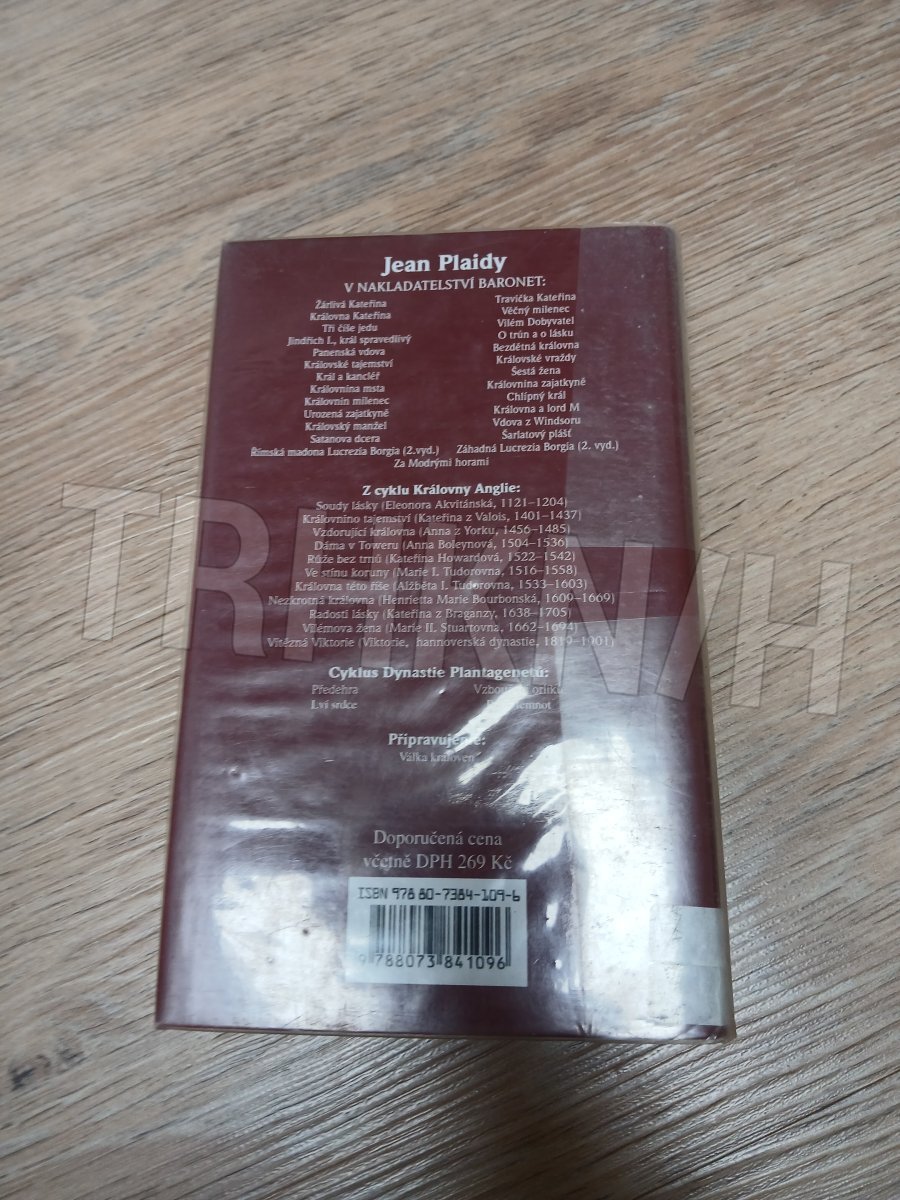 Jean Plaidy
V NAKLADATELSTVÍ BARONET:
Žárlivá Kateřina
Královna Kateřina
Tři číše jedu
Jindřich I., král spravedlivý
Panenská vdova
Královské tajemství
Král a kancléř
Královnina msta
Královnin milenec
Urozená zajatkyně
Královský manžel
Satanova dcera
Travička Kateřina
Věčný milenec
Vilém Dobyvatel
O trůn a o lásku
Bezdětná královna
Královské vraždy
Šestá žena
Královnina zajatkyně
Chlípný král
Královna a lord M
Vdova z Windsoru
Šarlatový plášť
Římská madona Lucrezia Borgia (2.vyd.) Záhadná Lucrezia Borgia (2. vyd.)
Za Modrými horami
Z cyklu Královny Anglie:
Soudy lásky (Eleonora Akvitánská, 1121–1204)
Královnino tajemství (Kateřina z Valois, 1401–1437)
Vzdorující královna (Anna z Yorku, 1456–1485)
Dáma v Toweru (Anna Boleynová, 1504–1536)
Růže bez trnů (Kateřina Howardová, 1522–1542)
Ve stínu koruny (Marie I. Tudorovna, 1516–1558)
Královna této říše (Alžběta I. Tudorovna, 1533–1603)
Nezkrotná královna (Henrietta Marie Bourbonská, 1609–1669)
Radosti lásky (Kateřina z Braganzy, 1638–1705)
Vilémova žena (Marie II. Stuartovna, 1662–1694)
Vítězná Viktorie (Viktorie, hannoverská dynastie, 1819–1901)
Cyklus Dynastie Plantagenetů:
Předehra
Lví srdce
Připravujeme:
Válka královen
Doporučená cena
včetně DPH 269 Kč
ISBN 978 80-7384-109-6
9 788073 841096